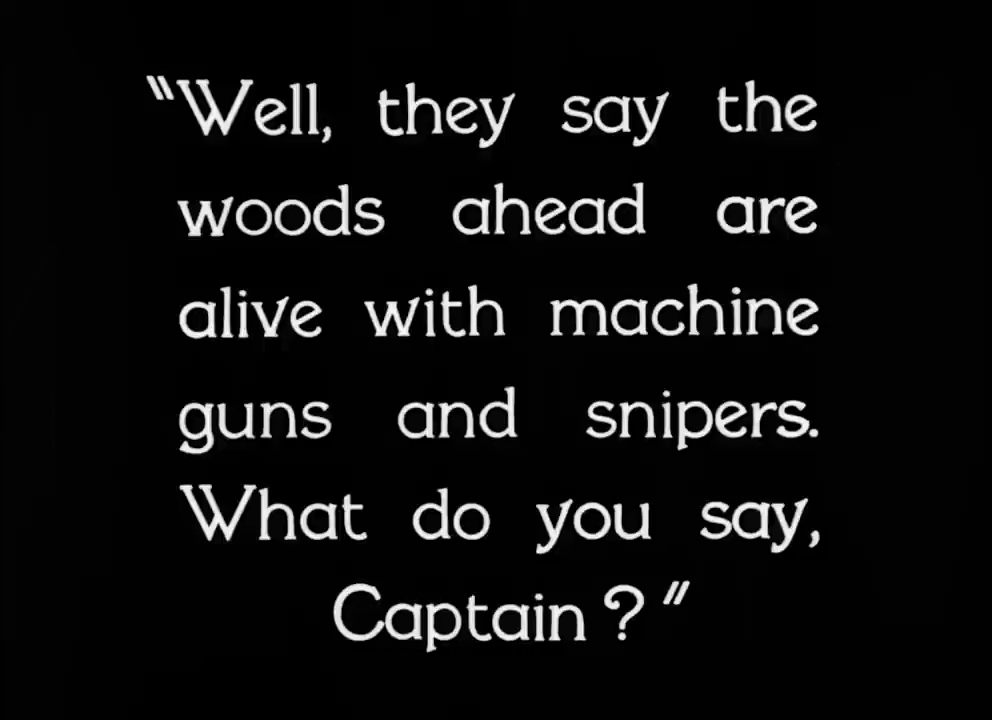 "Well, they say the
woods ahead are
alive with machine
guns and snipers.
What do you say,
Captain?"